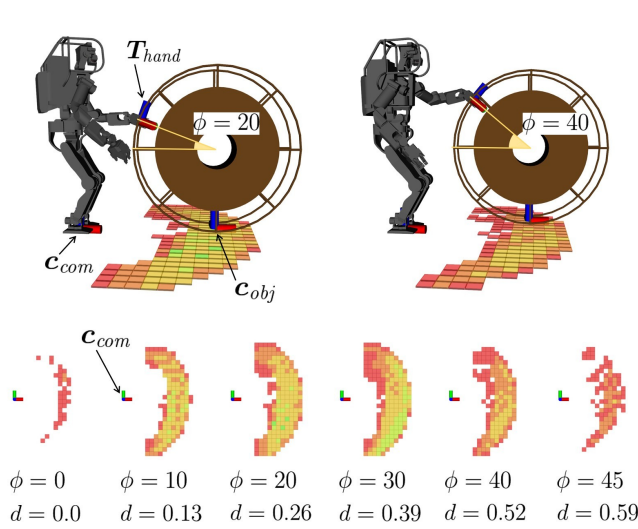 T_hand
ϕ = 20
ϕ = 40
c_com
c_obj
c_com
ϕ = 0 ϕ = 10 ϕ = 20 ϕ = 30 ϕ = 40 ϕ = 45
d = 0.0 d = 0.13 d = 0.26 d = 0.39 d = 0.52 d = 0.59